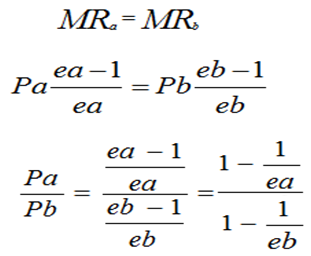 MRₐ = MR_b
Pa (ea − 1)/ea = Pb (eb − 1)/eb
Pa/Pb = ((ea − 1)/ea)/((eb − 1)/eb) = (1 − 1/ea)/(1 − 1/eb)